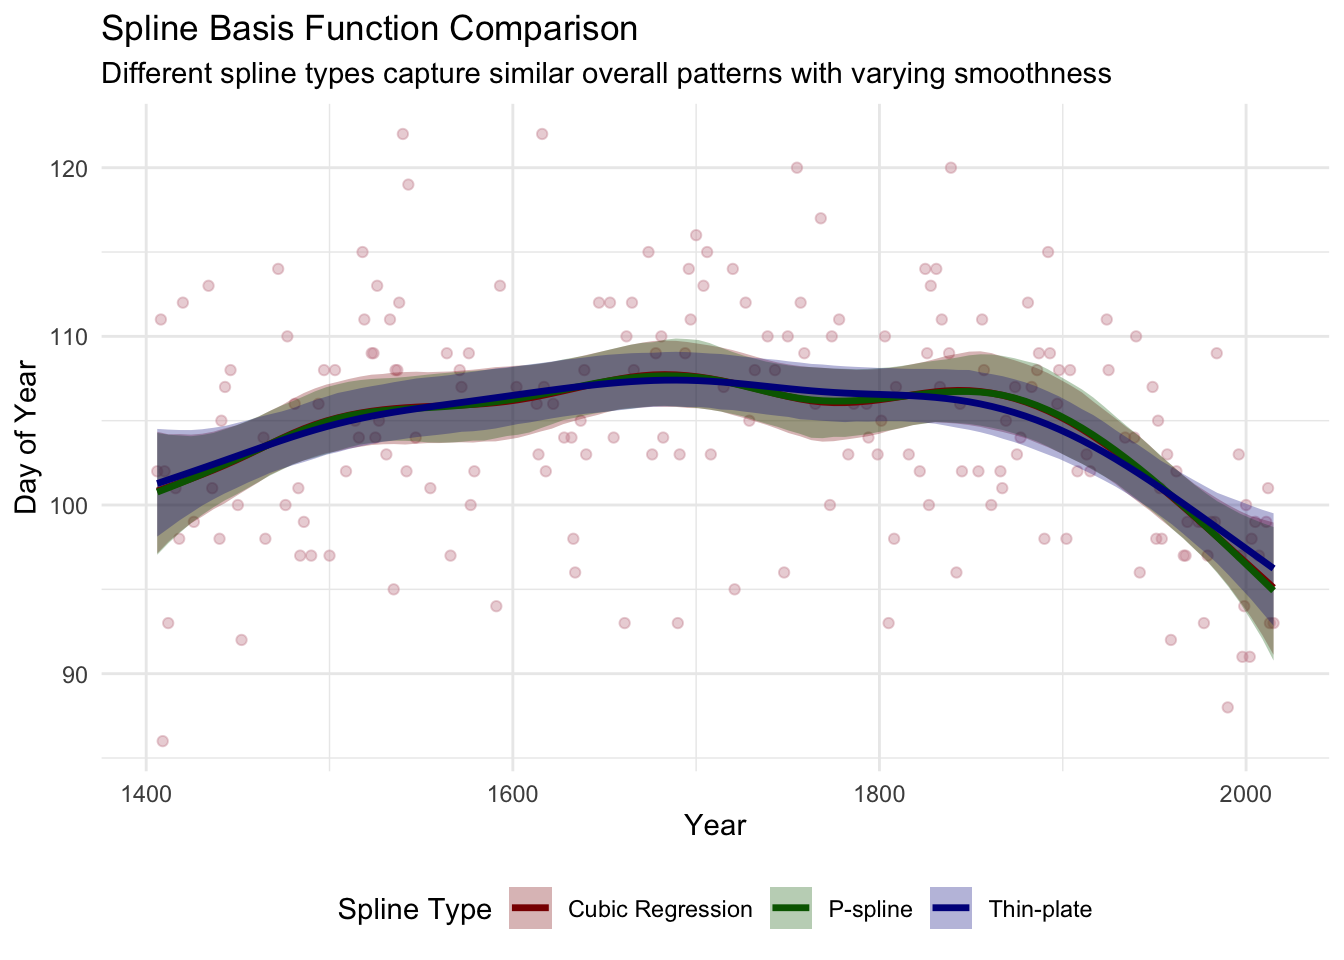 Spline Basis Function Comparison
Different spline types capture similar overall patterns with varying smoothness
120
110
100
90
Day of Year
1400 1600 1800 2000
Year
Spline Type Cubic Regression P-spline Thin-plate